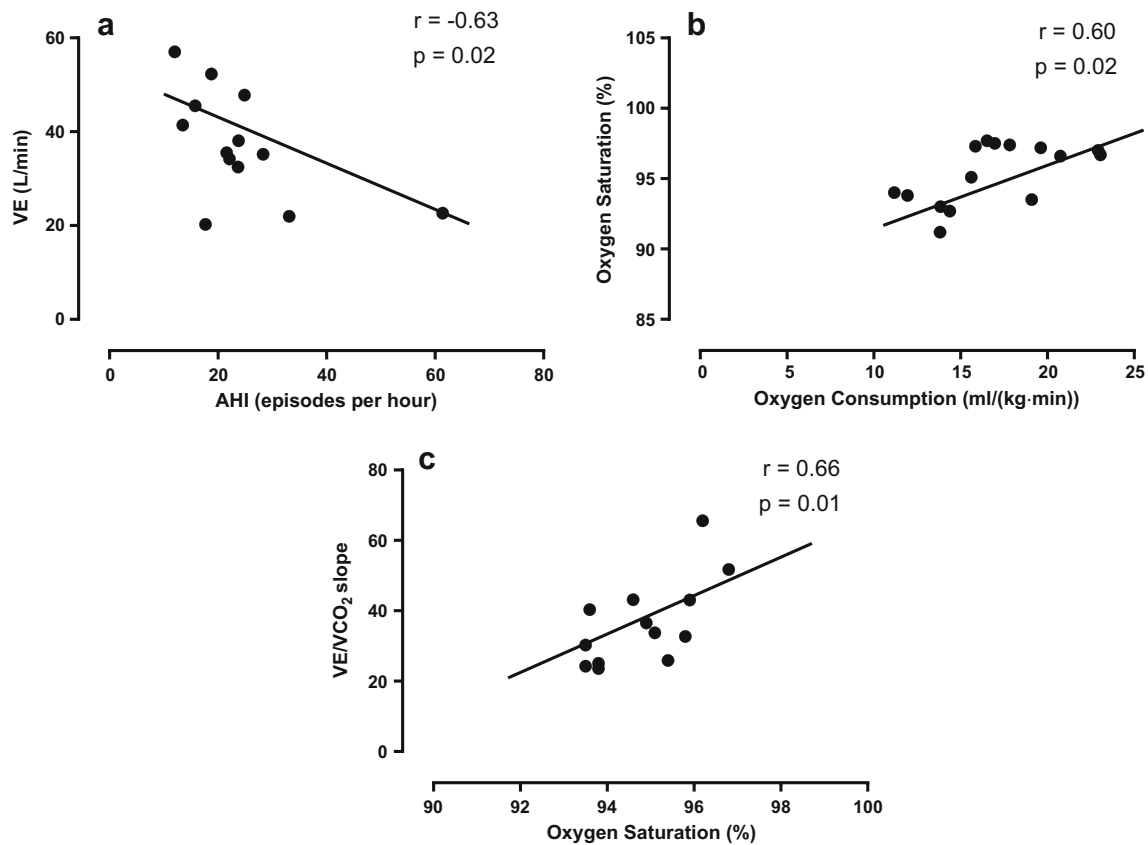 a
r = -0.63
p = 0.02
60
40
20
0
VE (L/min)
0 20 40 60 80
AHI (episodes per hour)
b
r = 0.60
p = 0.02
105
100
95
90
85
Oxygen Saturation (%)
0 5 10 15 20 25
Oxygen Consumption (ml/(kg·min))
c
r = 0.66
p = 0.01
80
60
40
20
0
VE/VCO₂ slope
90 92 94 96 98 100
Oxygen Saturation (%)